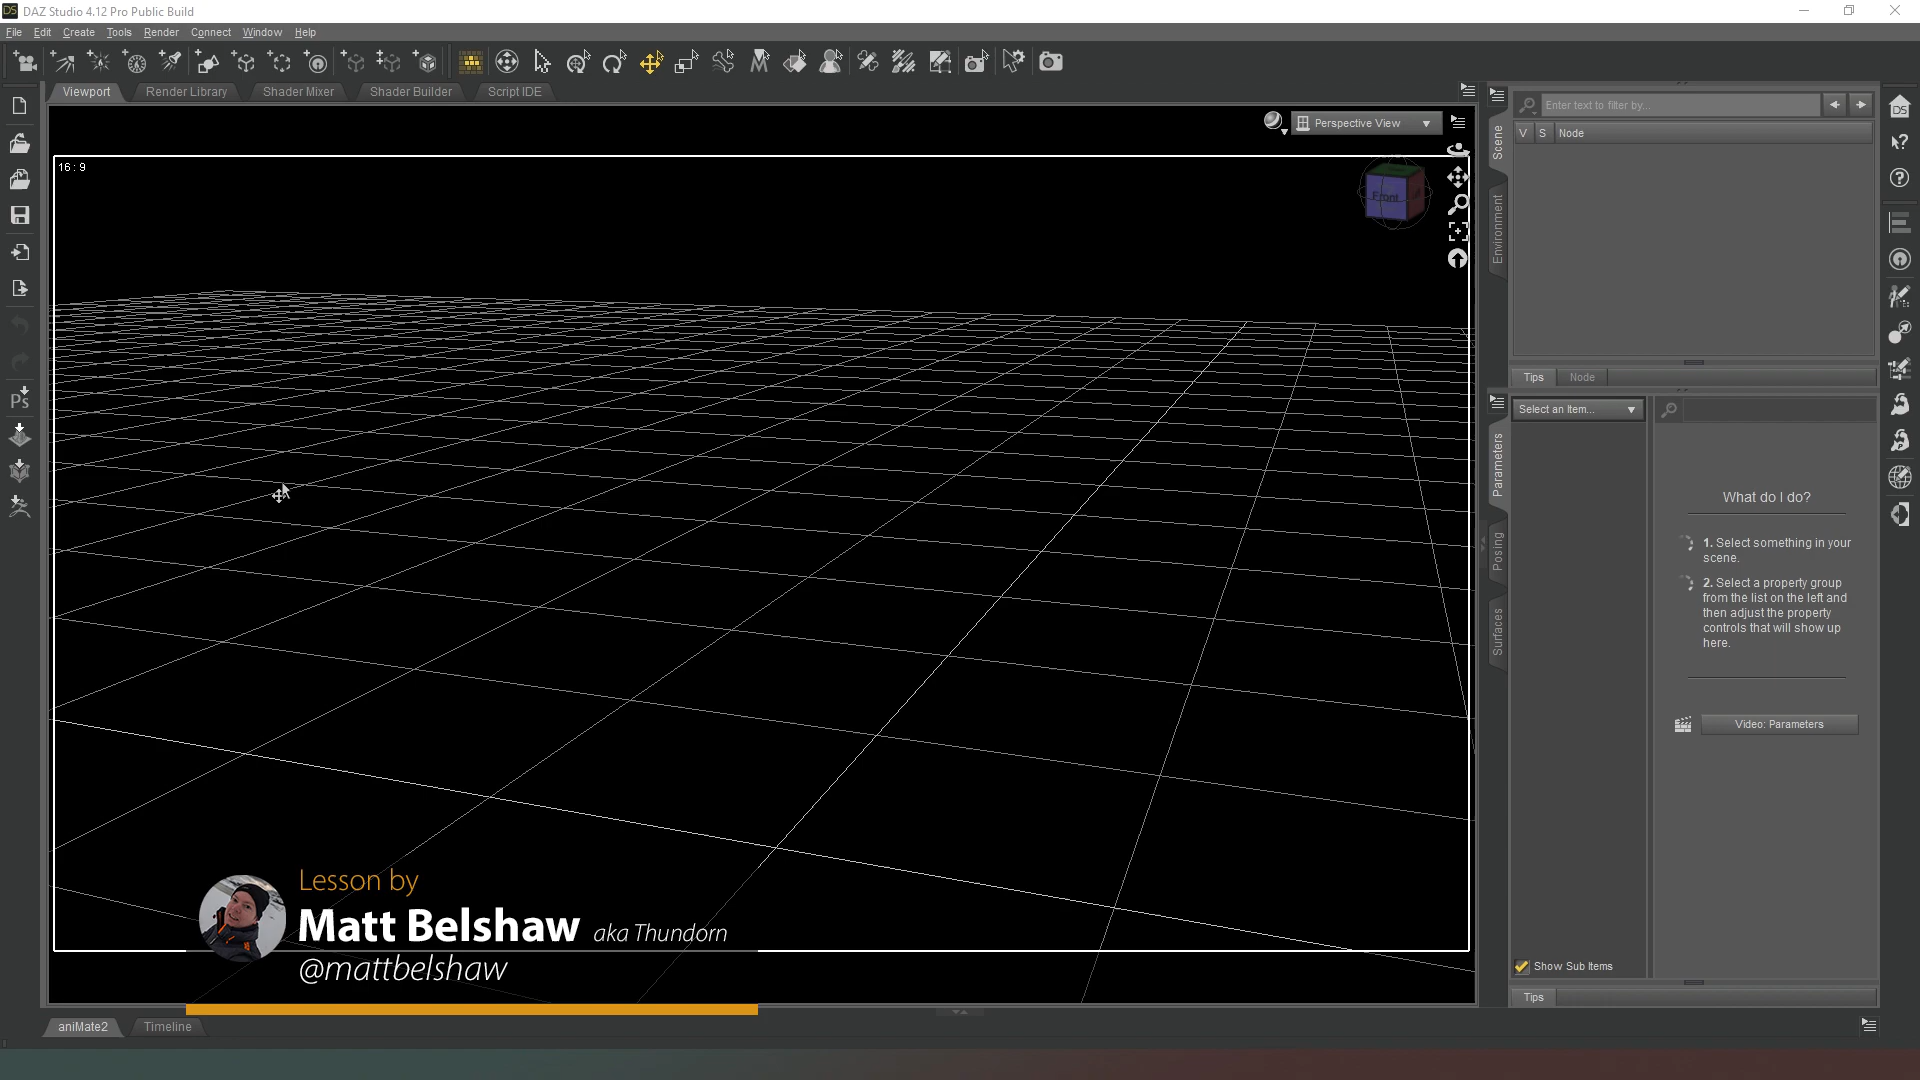 DAZ Studio 4.12 Pro Public Build
File Edit Create Tools Render Connect Window Help
Viewport Render Library Shader Mixer Shader Builder Script IDE
Perspective View
16 : 9
Front
Scene
Environment
Enter text to filter by...
V S Node
Tips Node
Parameters
Posing
Surfaces
Select an Item...
What do I do?
1. Select something in your
scene.
2. Select a property group
from the list on the left and
then adjust the property
controls that will show up
here.
Video: Parameters
Show Sub Items
Tips
Lesson by
Matt Belshaw aka Thundorn
@mattbelshaw
aniMate2 Timeline
DS
DS
Ps